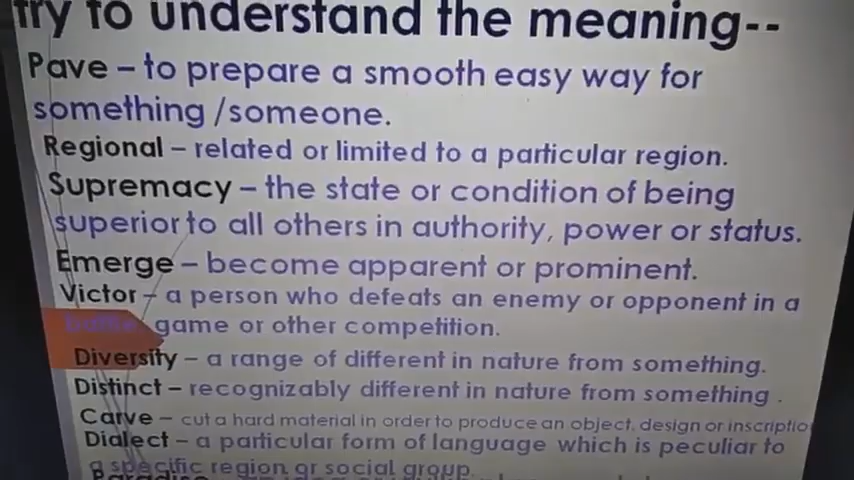 try to understand the meaning--
Pave – to prepare a smooth easy way for
something /someone.
Regional – related or limited to a particular region.
Supremacy – the state or condition of being
superior to all others in authority, power or status.
Emerge – become apparent or prominent.
Victor – a person who defeats an enemy or opponent in a
battle, game or other competition.
Diversity – a range of different in nature from something.
Distinct – recognizably different in nature from something .
Carve – cut a hard material in order to produce an object, design or inscriptio
Dialect – a particular form of language which is peculiar to
a specific region or social group
Paradise